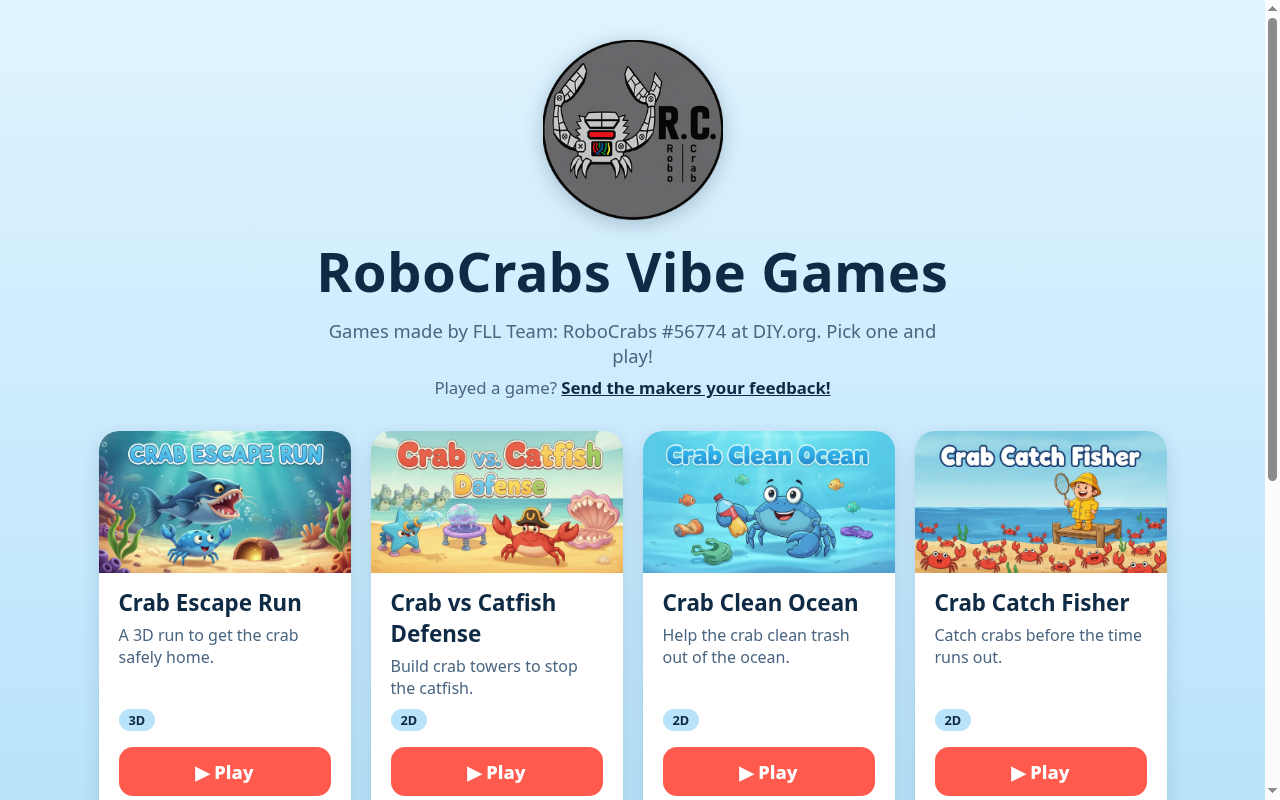 R.C.
Robo Crab
RoboCrabs Vibe Games
Games made by FLL Team: RoboCrabs #56774 at DIY.org. Pick one and
play!
Played a game? Send the makers your feedback!
CRAB ESCAPE RUN
Crab Escape Run
A 3D run to get the crab
safely home.
3D
▶ Play
Crab vs. Catfish
Dafense
Crab vs Catfish
Defense
Build crab towers to stop
the catfish.
2D
▶ Play
Crab Clean Ocean
Crab Clean Ocean
Help the crab clean trash
out of the ocean.
2D
▶ Play
Crab Catch Fisher
Crab Catch Fisher
Catch crabs before the time
runs out.
2D
▶ Play